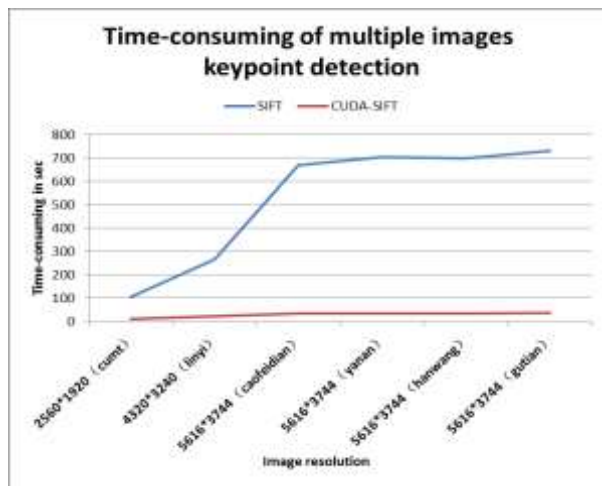 Time-consuming of multiple images
keypoint detection
SIFT CUDA-SIFT
Time-consuming in sec
800
700
600
500
400
300
200
100
0
2560*1920（cumt）
4320*3240（linyi）
5616*3744（caofeidian）
5616*3744（yanan）
5616*3744（hanwang）
5616*3744（gutian）
Image resolution